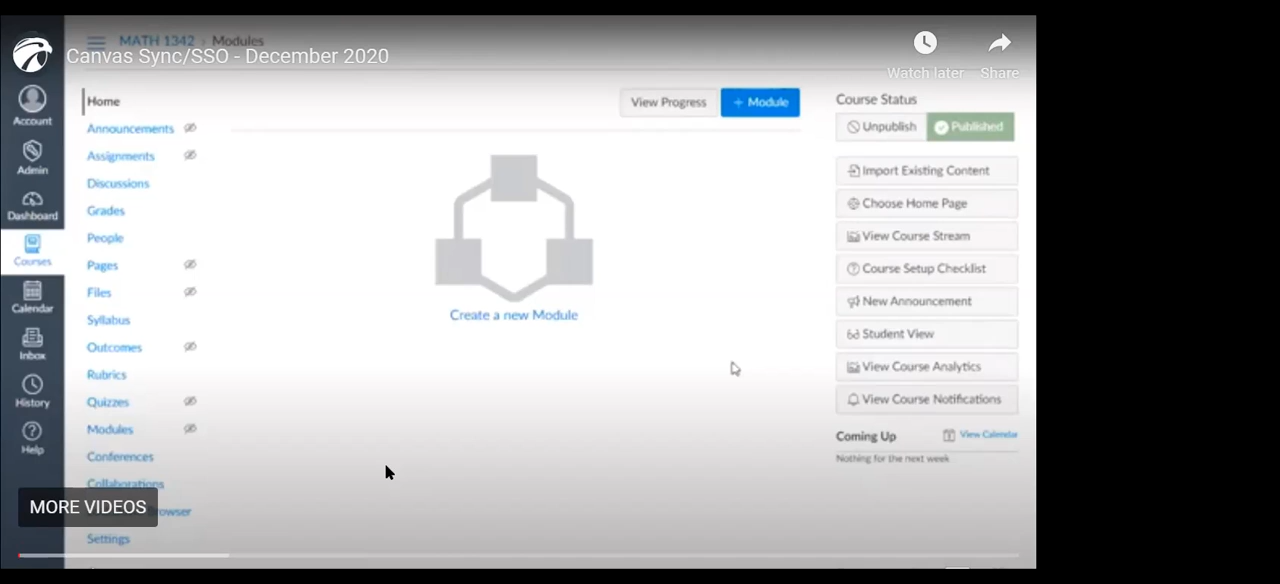 MATH 1342 › Modules
Canvas Sync/SSO - December 2020
Watch later
Share
Account
Admin
Dashboard
Courses
Calendar
Inbox
History
Help
Home
Announcements
Assignments
Discussions
Grades
People
Pages
Files
Syllabus
Outcomes
Rubrics
Quizzes
Modules
Conferences
Collaborations
rowser
Settings
MORE VIDEOS
View Progress
+ Module
Create a new Module
Course Status
Unpublish
Published
Import Existing Content
Choose Home Page
View Course Stream
Course Setup Checklist
New Announcement
Student View
View Course Analytics
View Course Notifications
Coming Up
View Calendar
Nothing for the next week